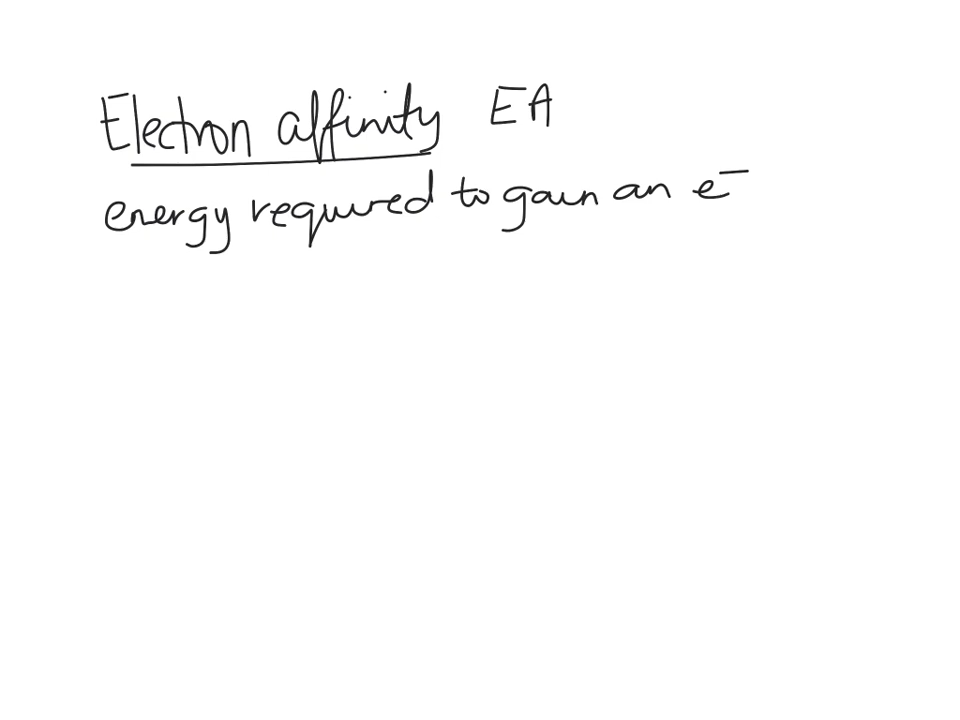 Electron affinity EA
energy required to gain an e⁻